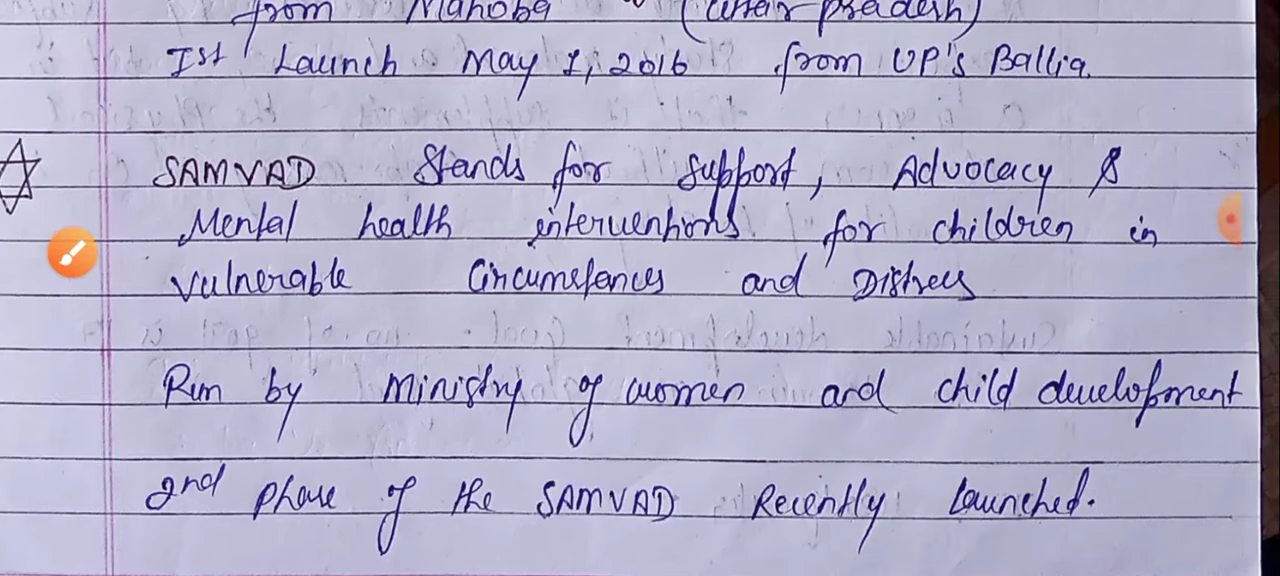 from Mahoba (Uttar pradesh)
Ist Launch May 1, 2016 from UP's Ballia.
SAMVAD Stands for Support, Advocacy &
Mental health interventions for children in
vulnerable Circumstances and Distress
Run by ministry of women and child development
2nd phase of the SAMVAD Recently launched.